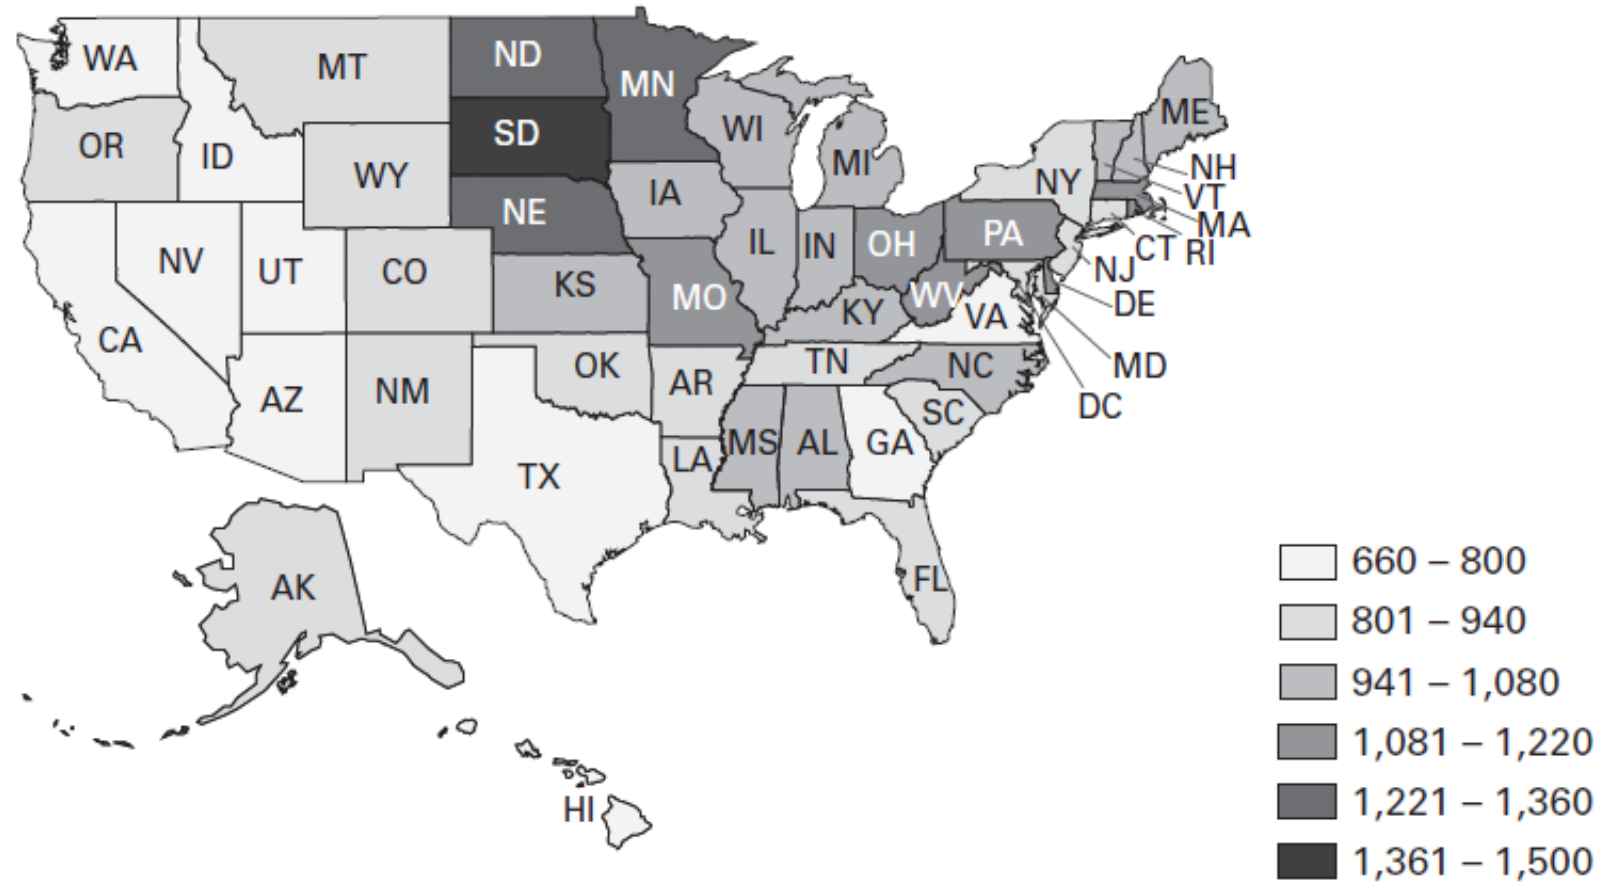 WA
MT
ND
MN
OR
ID
WY
SD
WI
MI
ME
NH
VT
MA
RI
CT
NY
NJ
DE
MD
DC
NV
UT
CO
NE
IA
IL
IN
OH
PA
KS
MO
KY
WV
VA
CA
AZ
NM
OK
AR
TN
NC
SC
MS
AL
GA
TX
LA
FL
AK
HI
660 – 800
801 – 940
941 – 1,080
1,081 – 1,220
1,221 – 1,360
1,361 – 1,500